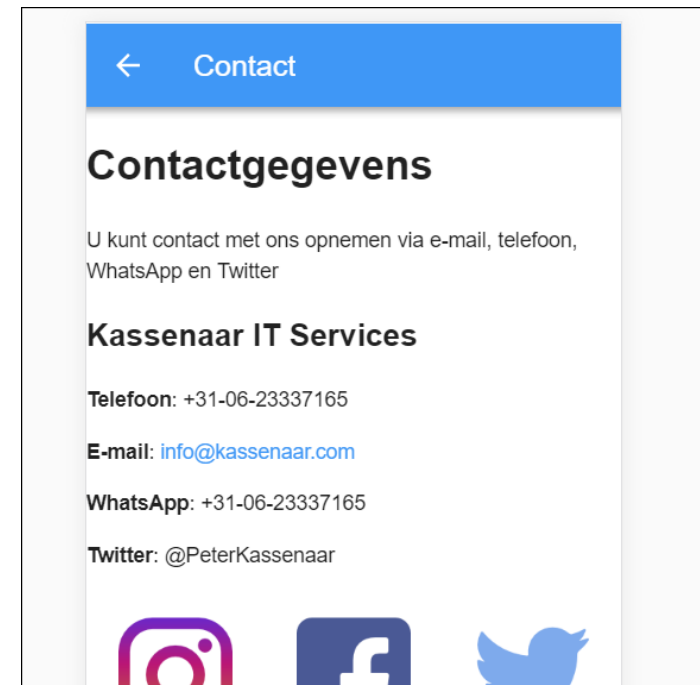 Contact
Contactgegevens
U kunt contact met ons opnemen via e-mail, telefoon,
WhatsApp en Twitter
Kassenaar IT Services
Telefoon: +31-06-23337165
E-mail: info@kassenaar.com
WhatsApp: +31-06-23337165
Twitter: @PeterKassenaar